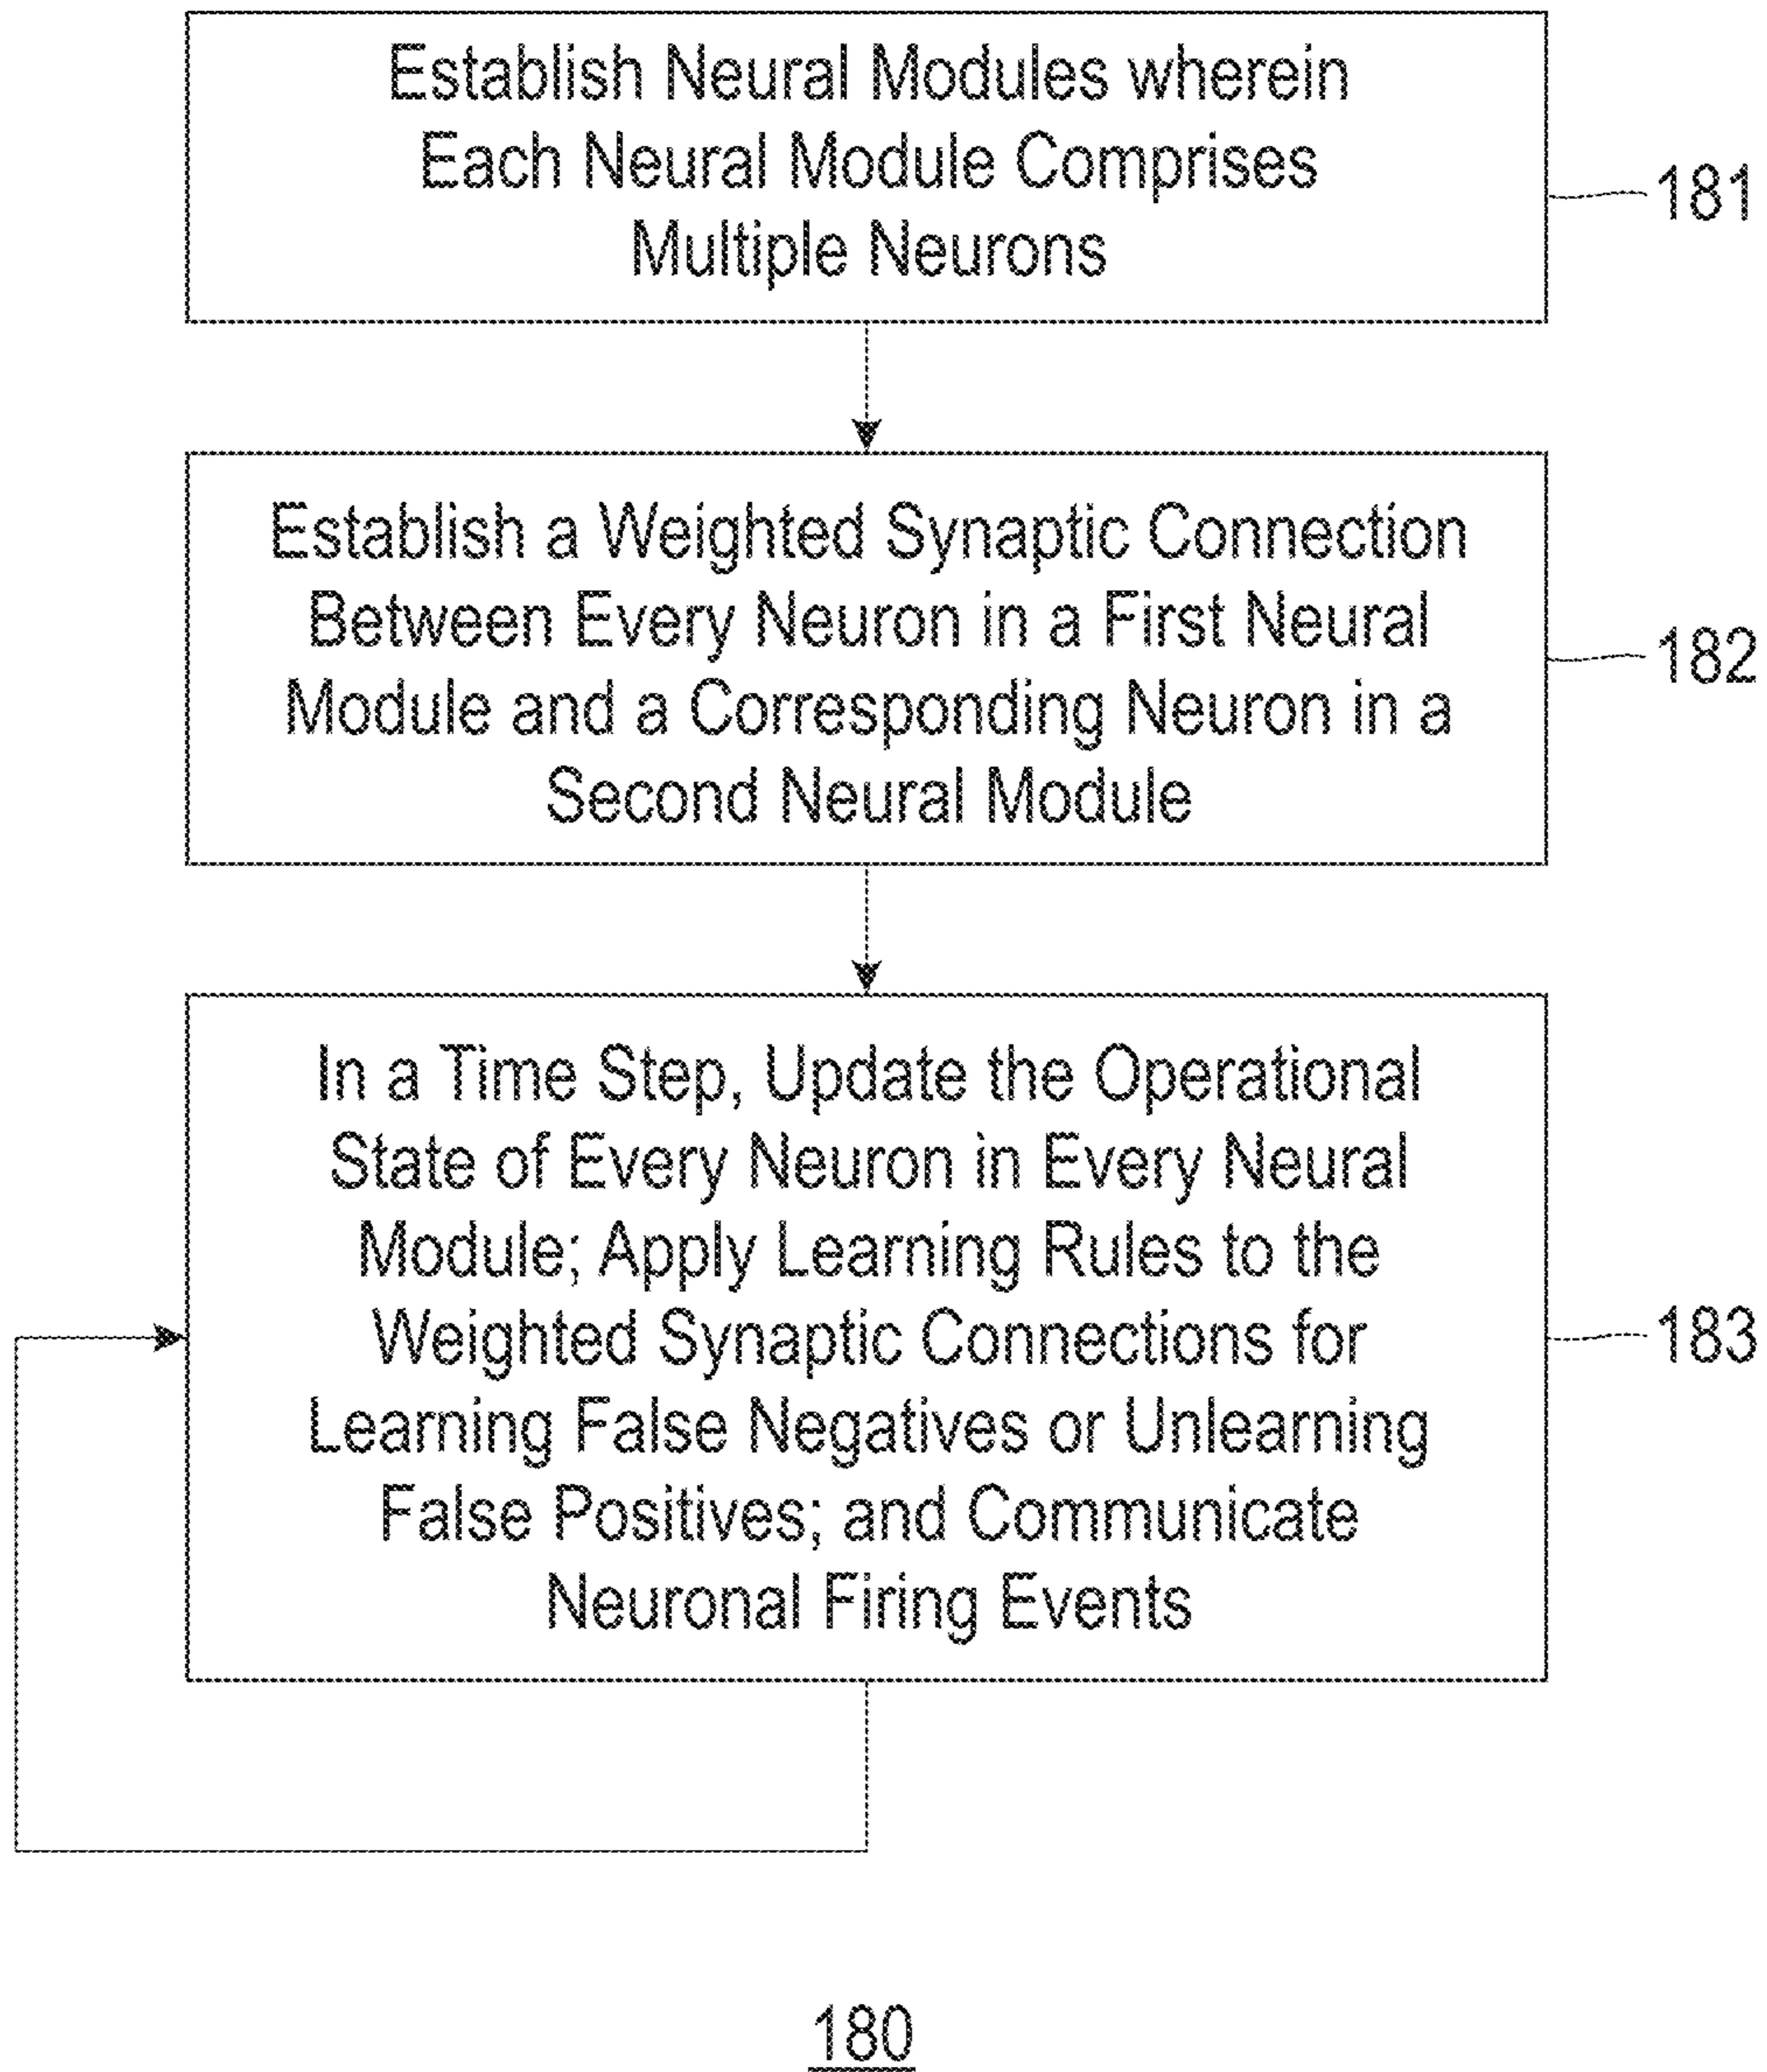 Establish Neural Modules wherein
Each Neural Module Comprises
Multiple Neurons
181
Establish a Weighted Synaptic Connection
Between Every Neuron in a First Neural
Module and a Corresponding Neuron in a
Second Neural Module
182
In a Time Step, Update the Operational
State of Every Neuron in Every Neural
Module; Apply Learning Rules to the
Weighted Synaptic Connections for
Learning False Negatives or Unlearning
False Positives; and Communicate
Neuronal Firing Events
183
180